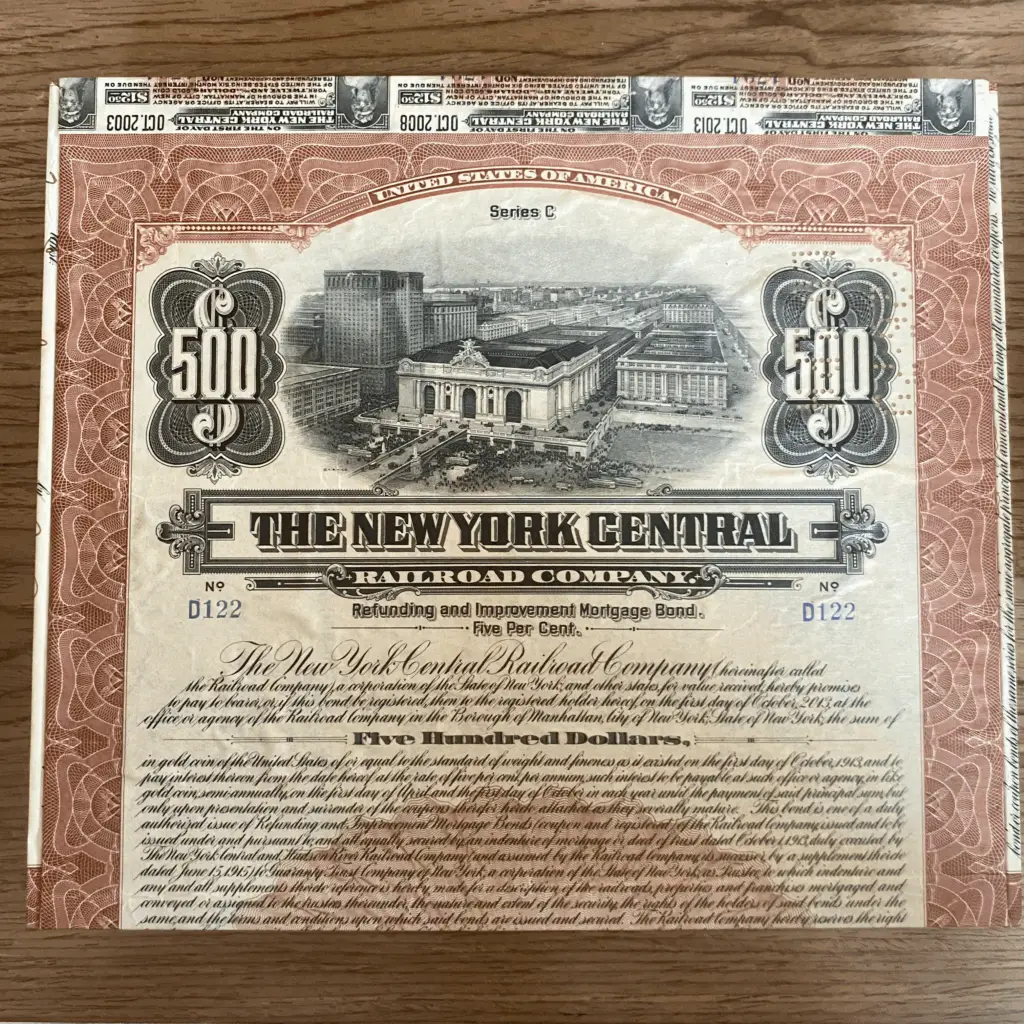 OCT. 2003
$12.50
THE NEW YORK CENTRAL
RAILROAD COMPANY
OCT. 2008
$12.50
THE NEW YORK CENTRAL
RAILROAD COMPANY
OCT. 2013
$12.50
THE NEW YORK CENTRAL
RAILROAD COMPANY
UNITED STATES OF AMERICA.
Series C
500
500
THE NEW YORK CENTRAL
RAILROAD COMPANY.
Nº
D122
Nº
D122
Refunding and Improvement Mortgage Bond.
Five Per Cent.
The New York Central Railroad Company (hereinafter called
the Railroad Company), a corporation of the State of New York, and other states, for value received, hereby promises
to pay to bearer, or, if this bond be registered, then to the registered holder hereof, on the first day of October, 2013, at the
office or agency of the Railroad Company in the Borough of Manhattan, City of New York, State of New York, the sum of
Five Hundred Dollars,
in gold coin of the United States of or equal to the standard of weight and fineness as it existed on the first day of October, 1913, and to
pay interest thereon from the date hereof at the rate of five per cent. per annum, such interest to be payable at such office or agency, in like
gold coin, semi-annually, on the first day of April and the first day of October in each year until the payment of said principal sum, but
only upon presentation and surrender of the coupons therefor hereto attached as they severally mature. This bond is one of a duly
authorized issue of Refunding and Improvement Mortgage Bonds (coupon and registered) of the Railroad Company issued and to be
issued under and pursuant to, and all equally secured by, an indenture of mortgage or deed of trust dated October 1, 1913, duly executed by
The New York Central and Hudson River Railroad Company (and assumed by the Railroad Company, its successor, by a supplement thereto
dated June 15, 1915) to Guaranty Trust Company of New York, a corporation of the State of New York, as Trustee, to which indenture and
any and all supplements thereto reference is hereby made for a description of the railroads, properties and franchises mortgaged and
conveyed or assigned to the trustees thereunder, the nature and extent of the security, the rights of the holders of said bonds under the
same, and the terms and conditions upon which said bonds are issued and secured. The Railroad Company hereby reserves the right